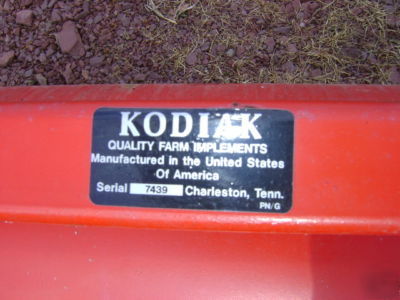 KODIAK
QUALITY FARM IMPLEMENTS
Manufactured in the United States
Of America
Serial 7439 Charleston, Tenn.
PN/G